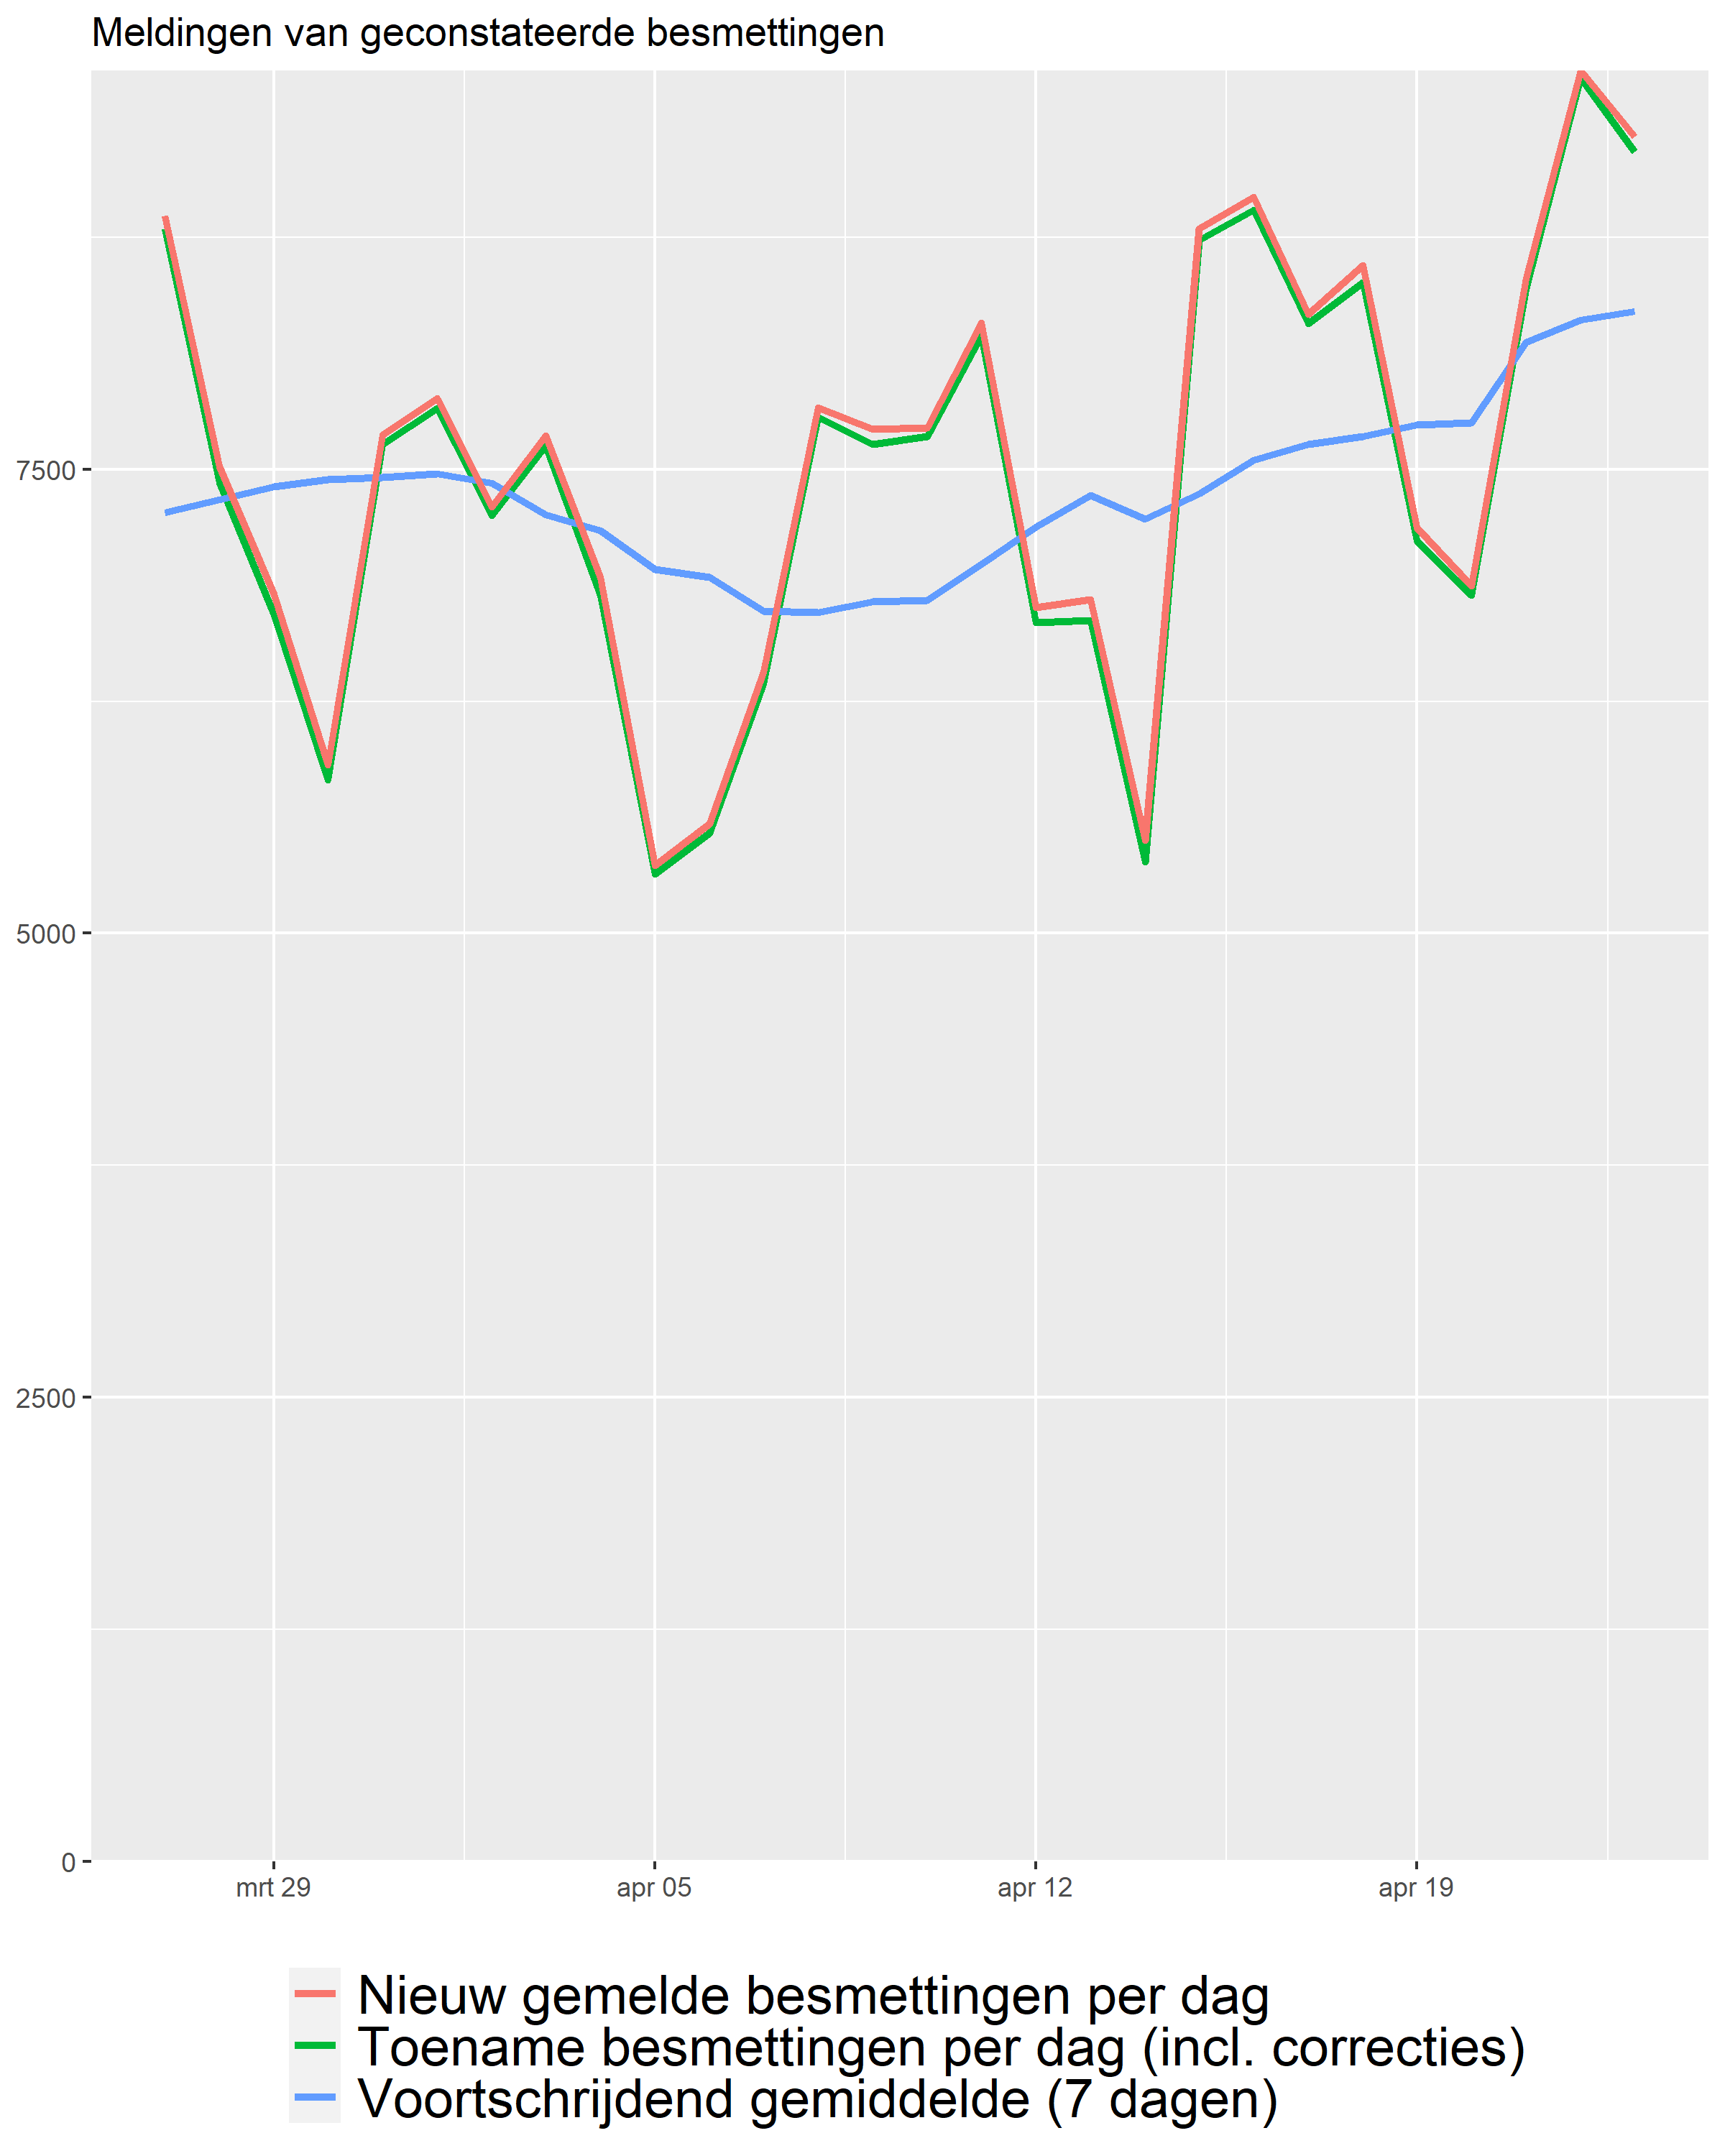 Meldingen van geconstateerde besmettingen
7500
5000
2500
0
mrt 29 apr 05 apr 12 apr 19
Nieuw gemelde besmettingen per dag
Toename besmettingen per dag (incl. correcties)
Voortschrijdend gemiddelde (7 dagen)